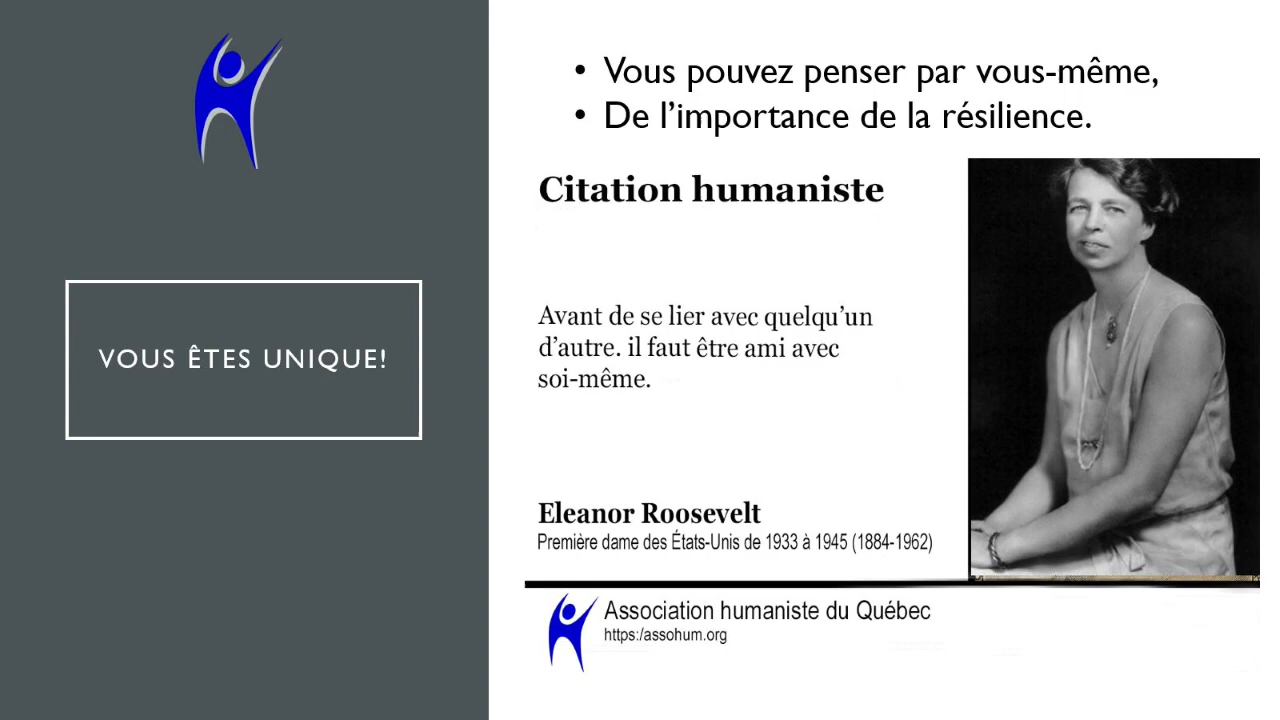 VOUS ÊTES UNIQUE!
• Vous pouvez penser par vous-même,
• De l’importance de la résilience.
Citation humaniste
Avant de se lier avec quelqu’un
d’autre. il faut être ami avec
soi-même.
Eleanor Roosevelt
Première dame des États-Unis de 1933 à 1945 (1884-1962)
Association humaniste du Québec
https:/assohum.org